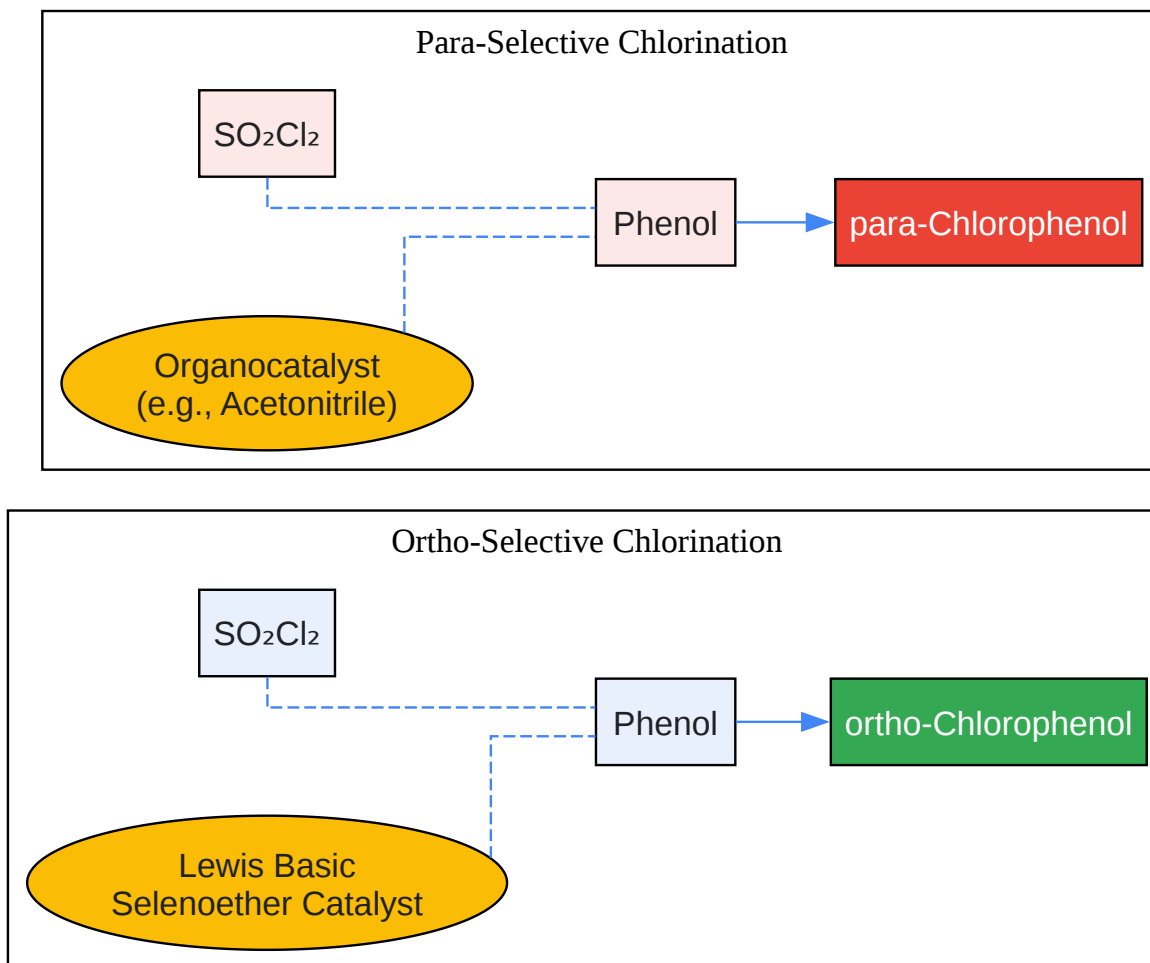 Para-Selective Chlorination
SO₂Cl₂
Phenol
para-Chlorophenol
Organocatalyst
(e.g., Acetonitrile)
Ortho-Selective Chlorination
SO₂Cl₂
Phenol
ortho-Chlorophenol
Lewis Basic
Selenoether Catalyst